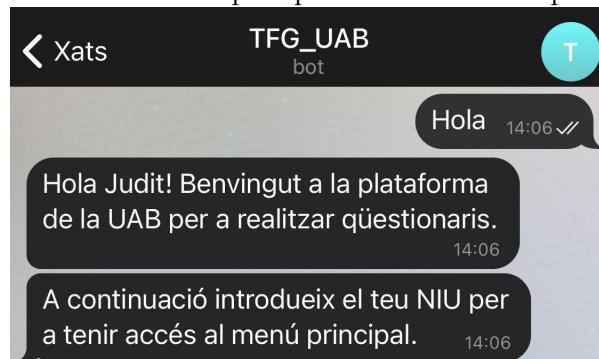 Xats
TFG_UAB
bot
T
Hola 14:06
Hola Judit! Benvingut a la plataforma
de la UAB per a realitzar qüestionaris.
14:06
A continuació introdueix el teu NIU per
a tenir accés al menú principal. 14:06